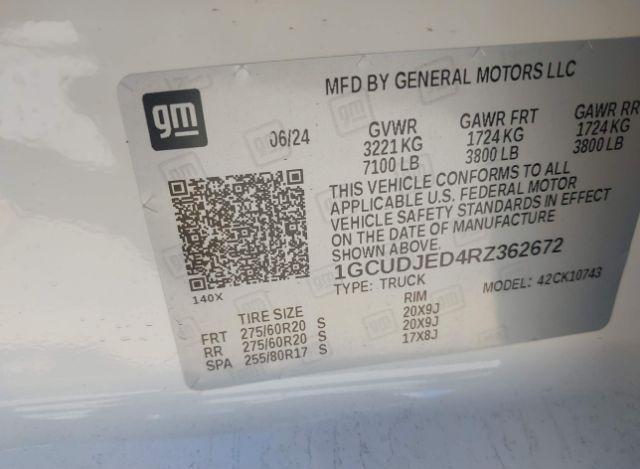 MFD BY GENERAL MOTORS LLC
gm
06/24 GVWR GAWR FRT GAWR RR
3221 KG 1724 KG 1724 KG
7100 LB 3800 LB 3800 LB
THIS VEHICLE CONFORMS TO ALL
APPLICABLE U.S. FEDERAL MOTOR
VEHICLE SAFETY STANDARDS IN EFFECT
ON THE DATE OF MANUFACTURE
SHOWN ABOVE.
1GCUDJED4RZ362672
TYPE: TRUCK MODEL: 42CK10743
140X
TIRE SIZE RIM
FRT 275/60R20 S 20X9J
RR 275/60R20 S 20X9J
SPA 255/80R17 S 17X8J